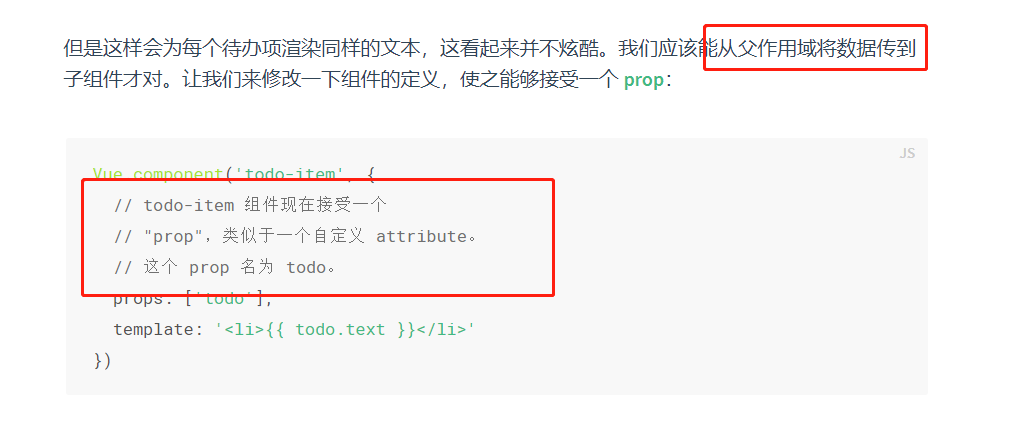 但是这样会为每个待办项渲染同样的文本，这看起来并不炫酷。我们应该能从父作用域将数据传到
子组件才对。让我们来修改一下组件的定义，使之能够接受一个 prop：
JS
Vue.component('todo-item', {
// todo-item 组件现在接受一个
// "prop"，类似于一个自定义 attribute。
// 这个 prop 名为 todo。
props: ['todo'],
template: '<li>{{ todo.text }}</li>'
})